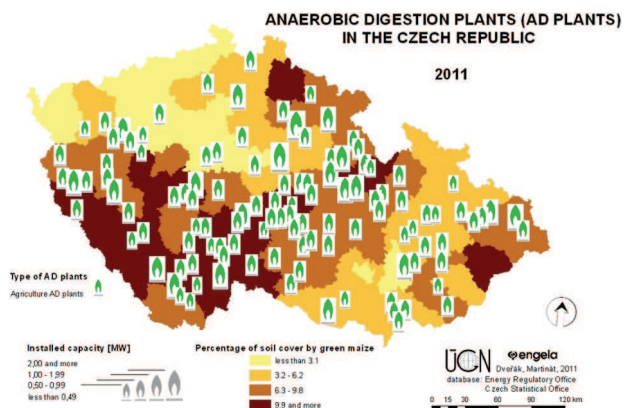 ANAEROBIC DIGESTION PLANTS (AD PLANTS)
IN THE CZECH REPUBLIC
2011
Type of AD plants
Agriculture AD plants
Installed capacity [MW]
2,00 and more
1,00 - 1,99
0,50 - 0,99
less than 0,49
Percentage of soil cover by green maize
less than 3.1
3.2 - 6.2
6.3 - 9.8
9.9 and more
ÚGN engela
Dvořák, Martinát, 2011
database: Energy Regulatory Office
Czech Statistical Office
0 15 30 60 90 120 km